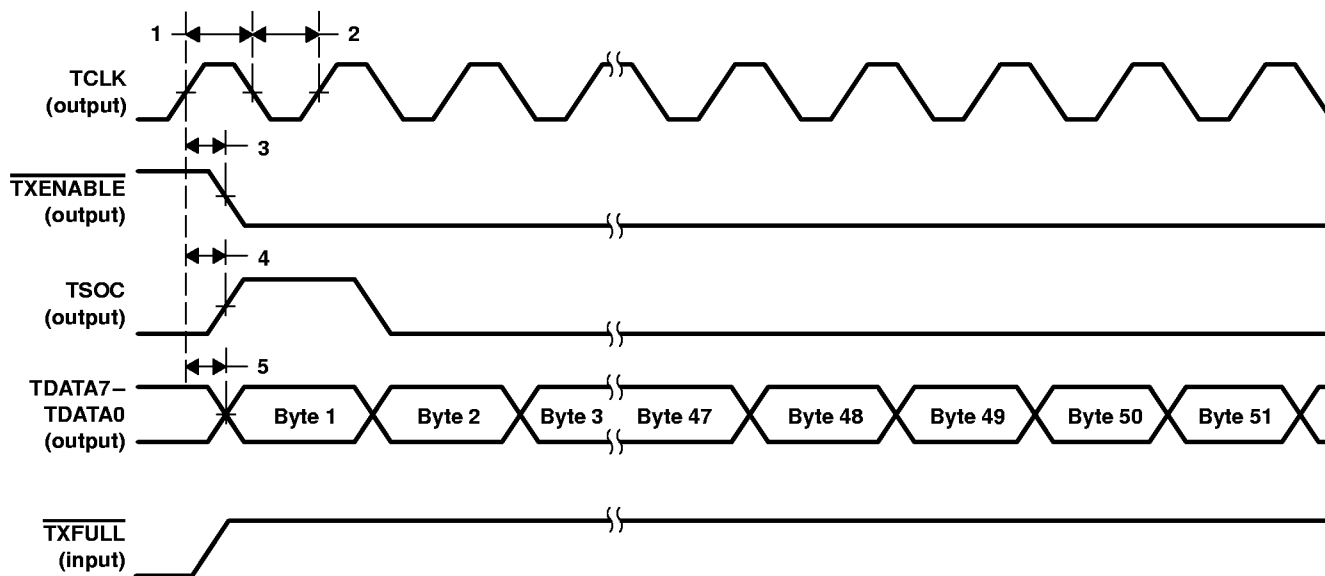 1
2
TCLK
(output)
3
TXENABLE
(output)
4
TSOC
(output)
5
TDATA7–
TDATA0
(output)
Byte 1
Byte 2
Byte 3
Byte 47
Byte 48
Byte 49
Byte 50
Byte 51
TXFULL
(input)